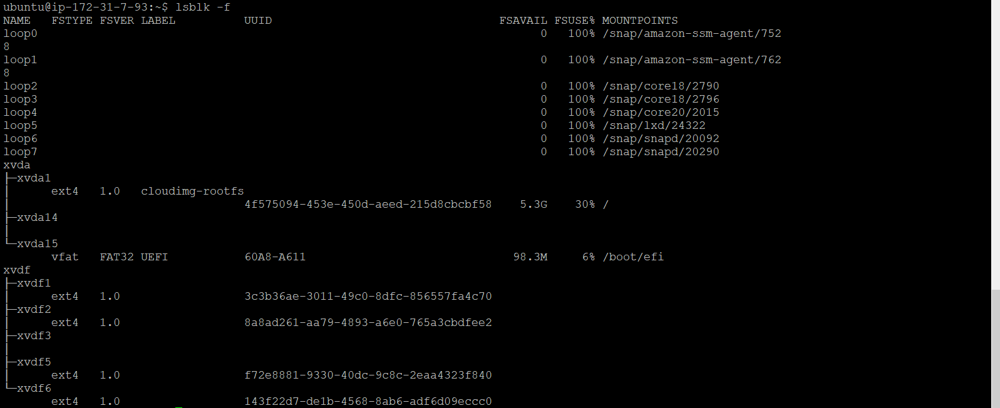 ubuntu@ip-172-31-7-93:~$ lsblk -f
NAME   FSTYPE FSVER LABEL          UUID                                 FSAVAIL FSUSE% MOUNTPOINTS
loop0                                                                         0   100% /snap/amazon-ssm-agent/752
8
loop1                                                                         0   100% /snap/amazon-ssm-agent/762
8
loop2                                                                         0   100% /snap/core18/2790
loop3                                                                         0   100% /snap/core18/2796
loop4                                                                         0   100% /snap/core20/2015
loop5                                                                         0   100% /snap/lxd/24322
loop6                                                                         0   100% /snap/snapd/20092
loop7                                                                         0   100% /snap/snapd/20290
xvda
├─xvda1
│      ext4   1.0   cloudimg-rootfs
│                                  4f575094-453e-450d-aeed-215d8cbcbf58    5.3G    30% /
├─xvda14
│
└─xvda15
       vfat   FAT32 UEFI           60A8-A611                              98.3M     6% /boot/efi
xvdf
├─xvdf1
│      ext4   1.0                  3c3b36ae-3011-49c0-8dfc-856557fa4c70
├─xvdf2
│      ext4   1.0                  8a8ad261-aa79-4893-a6e0-765a3cbdfee2
├─xvdf3
│
├─xvdf5
│      ext4   1.0                  f72e8881-9330-40dc-9c8c-2eaa4323f840
└─xvdf6
       ext4   1.0                  143f22d7-de1b-4568-8ab6-adf6d09eccc0